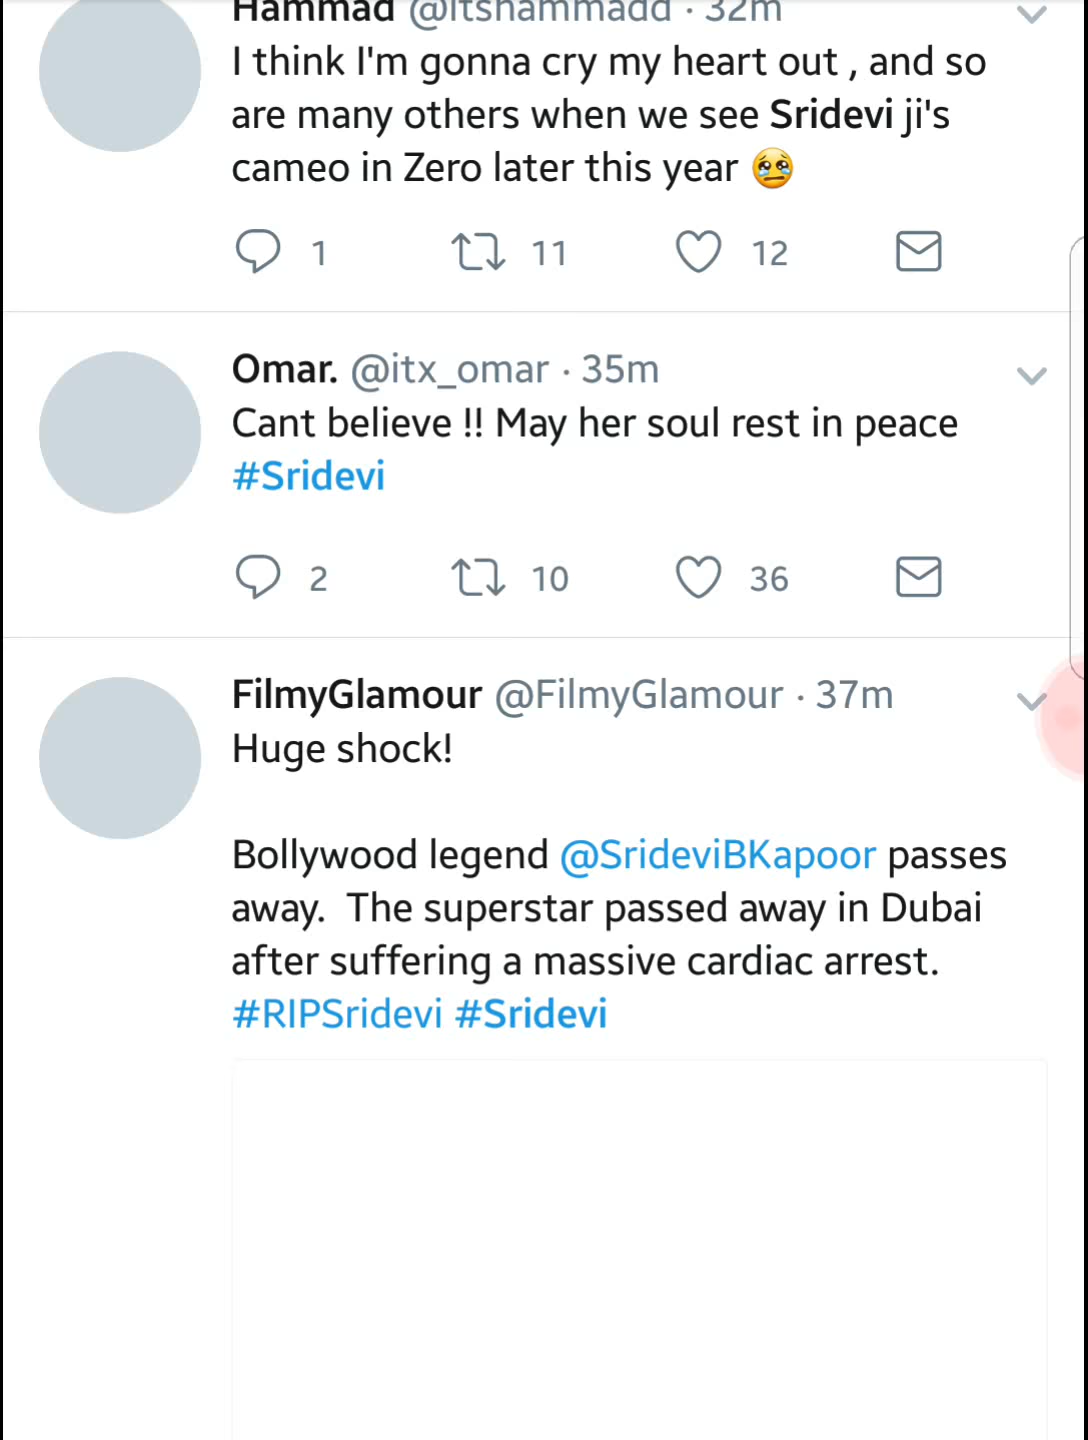 Hammad @itshammadd · 32m
I think I'm gonna cry my heart out , and so
are many others when we see Sridevi ji's
cameo in Zero later this year 😢
1 11 12
Omar. @itx_omar · 35m
Cant believe !! May her soul rest in peace
#Sridevi
2 10 36
FilmyGlamour @FilmyGlamour · 37m
Huge shock!
Bollywood legend @SrideviBKapoor passes
away. The superstar passed away in Dubai
after suffering a massive cardiac arrest.
#RIPSridevi #Sridevi